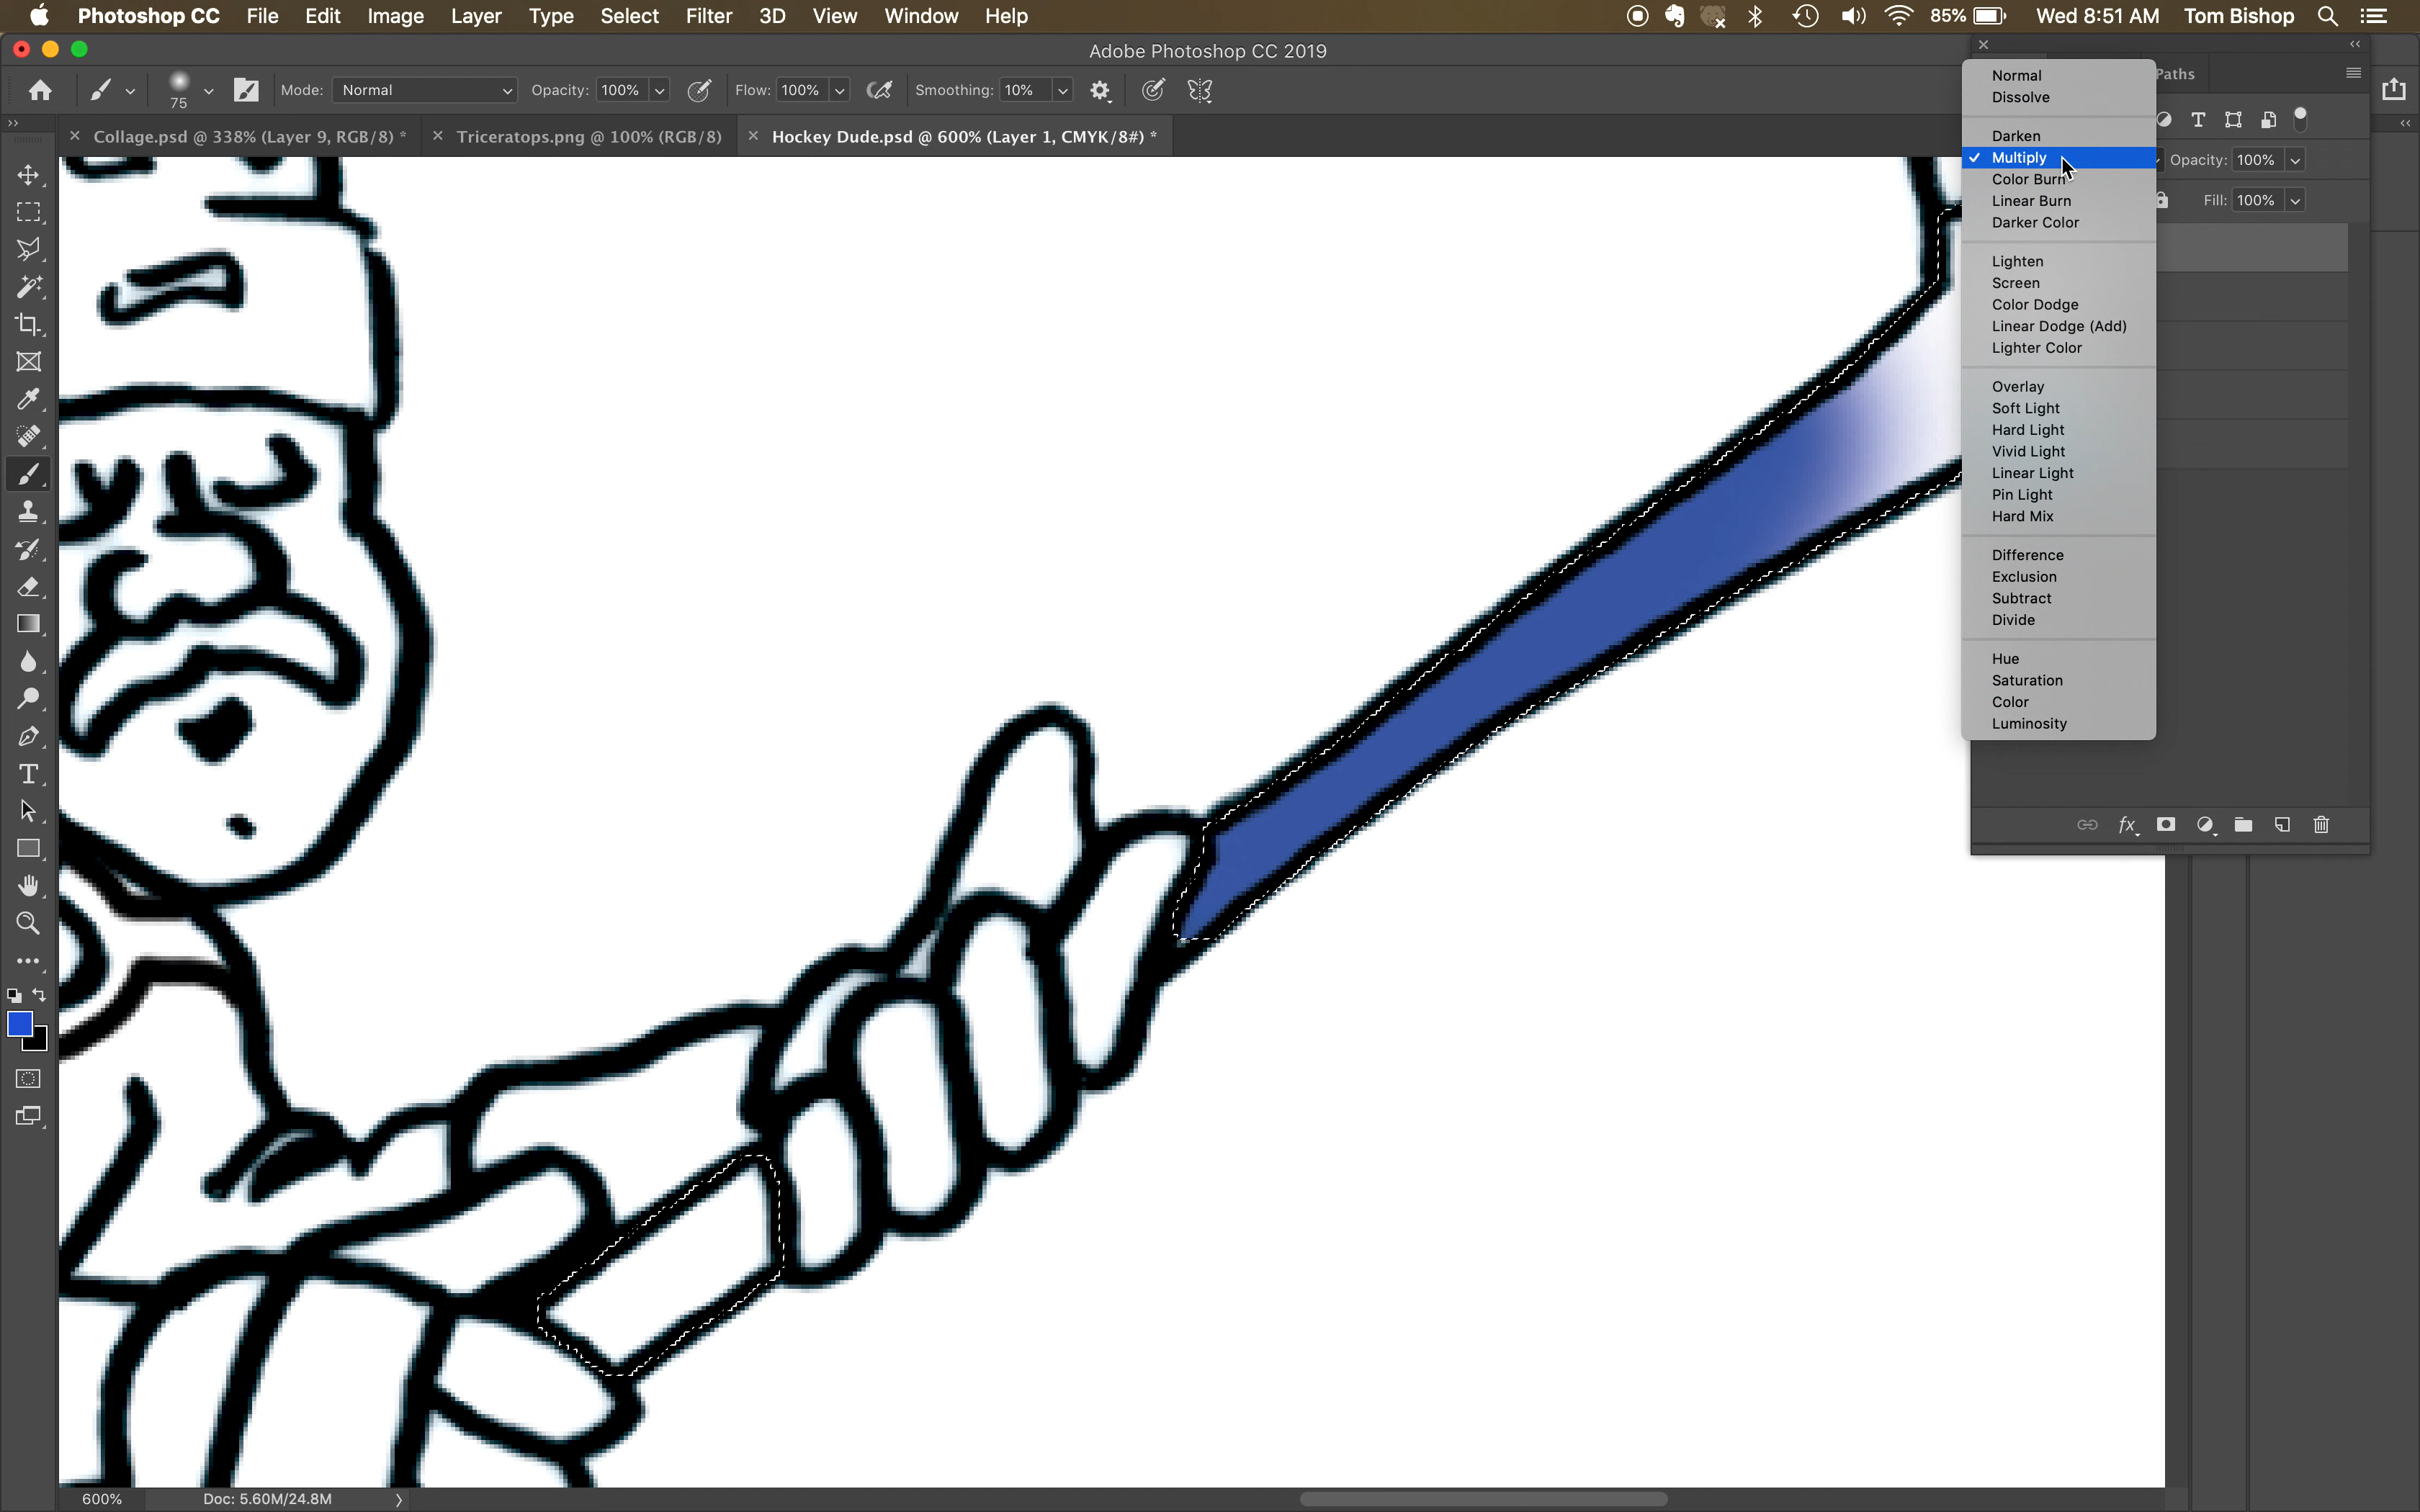 Photoshop CC File Edit Image Layer Type Select Filter 3D View Window Help 85% Wed 8:51 AM Tom Bishop
Adobe Photoshop CC 2019
75 Mode: Normal Opacity: 100% Flow: 100% Smoothing: 10%
Collage.psd @ 338% (Layer 9, RGB/8) * Triceratops.png @ 100% (RGB/8) Hockey Dude.psd @ 600% (Layer 1, CMYK/8#) *
Paths
Opacity: 100%
Fill: 100%
Normal
Dissolve
Darken
Multiply
Color Burn
Linear Burn
Darker Color
Lighten
Screen
Color Dodge
Linear Dodge (Add)
Lighter Color
Overlay
Soft Light
Hard Light
Vivid Light
Linear Light
Pin Light
Hard Mix
Difference
Exclusion
Subtract
Divide
Hue
Saturation
Color
Luminosity
fx
600% Doc: 5.60M/24.8M